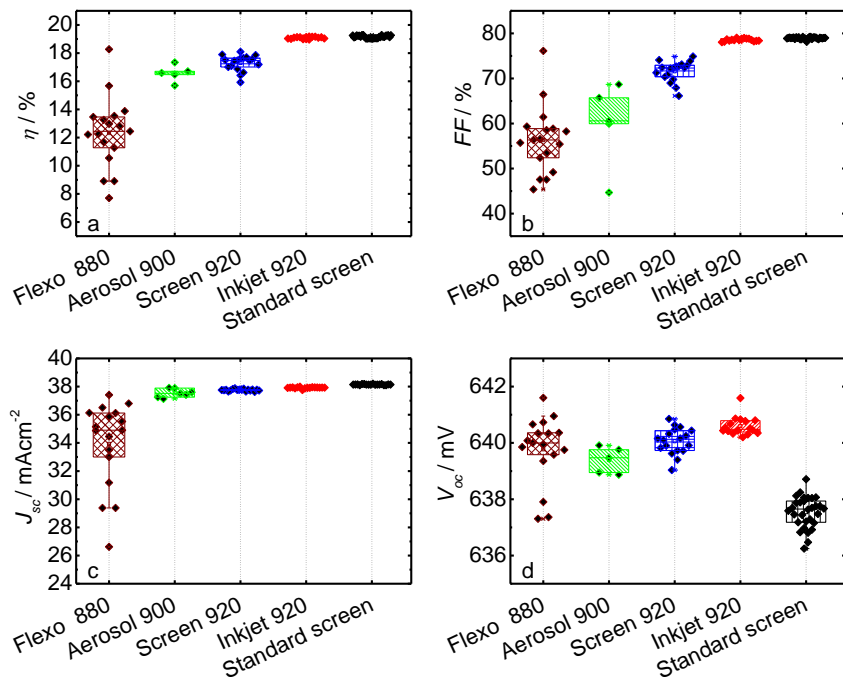 20
18
16
14
12
10
8
6
η / %
a
Flexo 880
Aerosol 900
Screen 920
Inkjet 920
Standard screen
80
70
60
50
40
FF / %
b
Flexo 880
Aerosol 900
Screen 920
Inkjet 920
Standard screen
40
38
36
34
32
30
28
26
24
Jsc / mAcm-2
c
Flexo 880
Aerosol 900
Screen 920
Inkjet 920
Standard screen
642
640
638
636
Voc / mV
d
Flexo 880
Aerosol 900
Screen 920
Inkjet 920
Standard screen